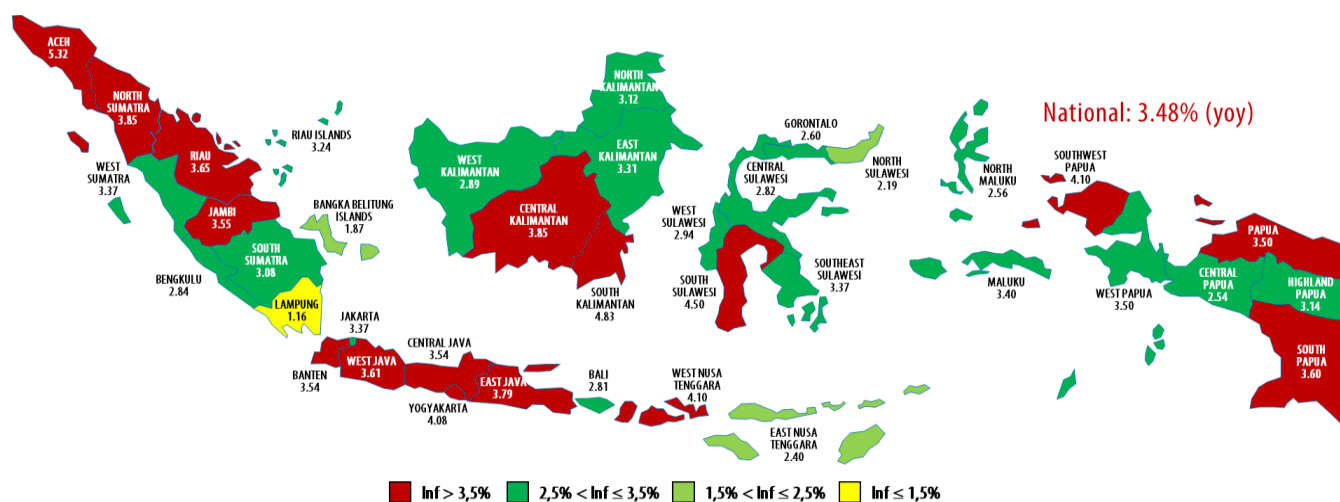 ACEH
5.32
NORTH
SUMATRA
3.85
RIAU
3.65
RIAU ISLANDS
3.24
WEST
SUMATRA
3.37
JAMBI
3.55
BANGKA BELITUNG
ISLANDS
1.87
SOUTH
SUMATRA
3.08
BENGKULU
2.84
LAMPUNG
1.16
JAKARTA
3.37
BANTEN
3.54
WEST JAVA
3.61
CENTRAL JAVA
3.54
YOGYAKARTA
4.08
EAST JAVA
3.79
BALI
2.81
WEST NUSA
TENGGARA
4.10
EAST NUSA
TENGGARA
2.40
NORTH
KALIMANTAN
3.12
WEST
KALIMANTAN
2.89
EAST
KALIMANTAN
3.31
CENTRAL
KALIMANTAN
3.85
SOUTH
KALIMANTAN
4.83
GORONTALO
2.60
CENTRAL
SULAWESI
2.82
NORTH
SULAWESI
2.19
WEST
SULAWESI
2.94
SOUTH
SULAWESI
4.50
SOUTHEAST
SULAWESI
3.37
National: 3.48% (yoy)
NORTH
MALUKU
2.56
MALUKU
3.40
SOUTHWEST
PAPUA
4.10
WEST PAPUA
3.50
PAPUA
3.50
CENTRAL
PAPUA
2.54
HIGHLAND
PAPUA
3.14
SOUTH
PAPUA
3.60
Inf > 3,5%
2,5% < Inf ≤ 3,5%
1,5% < Inf ≤ 2,5%
Inf ≤ 1,5%